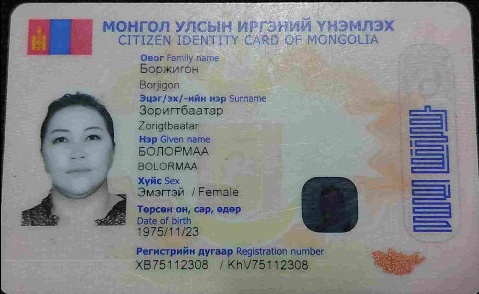 МОНГОЛ УЛСЫН ИРГЭНИЙ ҮНЭМЛЭХ
CITIZEN IDENTITY CARD OF MONGOLIA
Овог Family name
Боржигон
Borjigon
Эцэг/эх/-ийн нэр Surname
Зоригтбаатар
Zorigtbaatar
Нэр Given name
БОЛОРМАА
BOLORMAA
Хүйс Sex
Эмэгтэй / Female
Төрсөн он, сар, өдөр
Date of birth
1975/11/23
Регистрийн дугаар Registration number
ХВ75112308 / KhV75112308